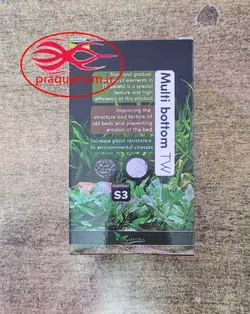 praquarium.ir
and gradual
of elements in
is a special
feature and high
efficiency of this product
Improving the
structure and texture of
old beds and preventing
erosion of the bed
Increase plant resistance
to environmental stresses
Multi bottom TW
number
S3